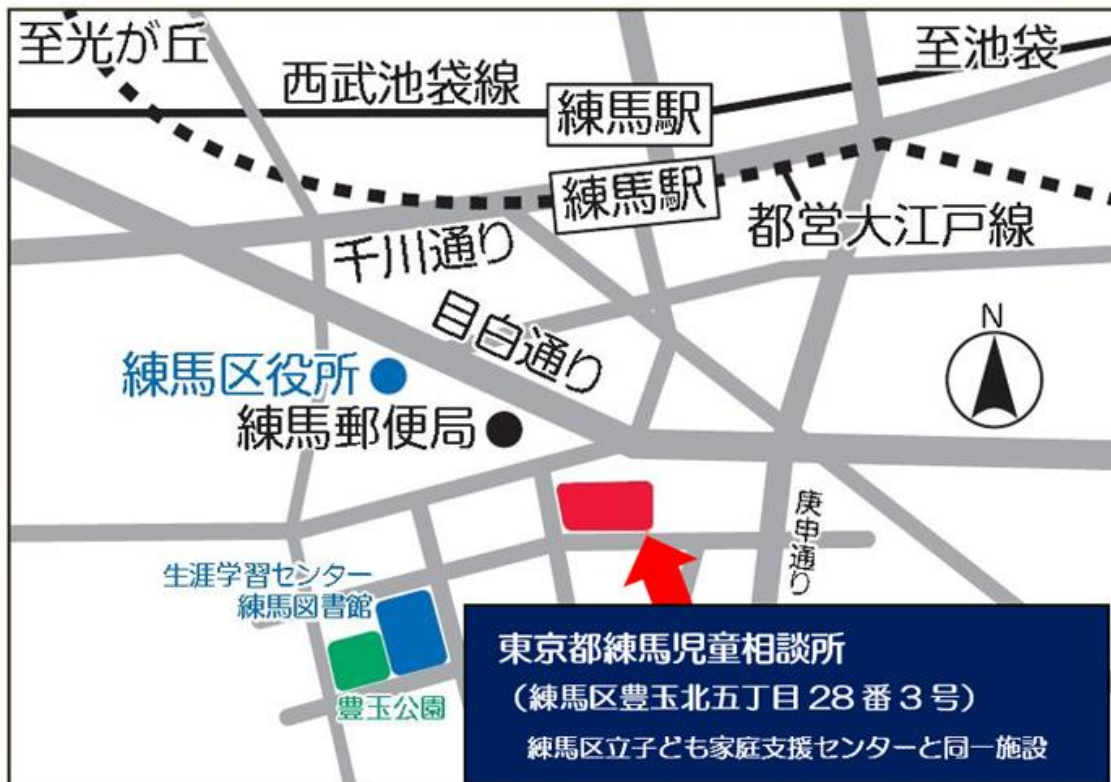 至光が丘
西武池袋線
至池袋
練馬駅
練馬駅
都営大江戸線
千川通り
目白通り
N
練馬区役所
練馬郵便局
庚申通り
生涯学習センター
練馬図書館
豊玉公園
東京都練馬児童相談所
（練馬区豊玉北五丁目28番3号）
練馬区立子ども家庭支援センターと同一施設